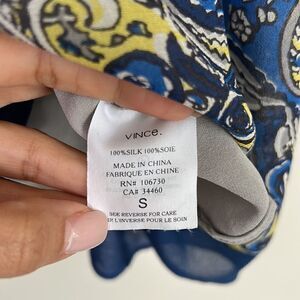 VINCE.
100%SILK 100%SOIE
MADE IN CHINA
FABRIQUE EN CHINE
RN# 106730
CA# 34460
S
SEE REVERSE FOR CARE
L'INVERSE POUR LE SOIN